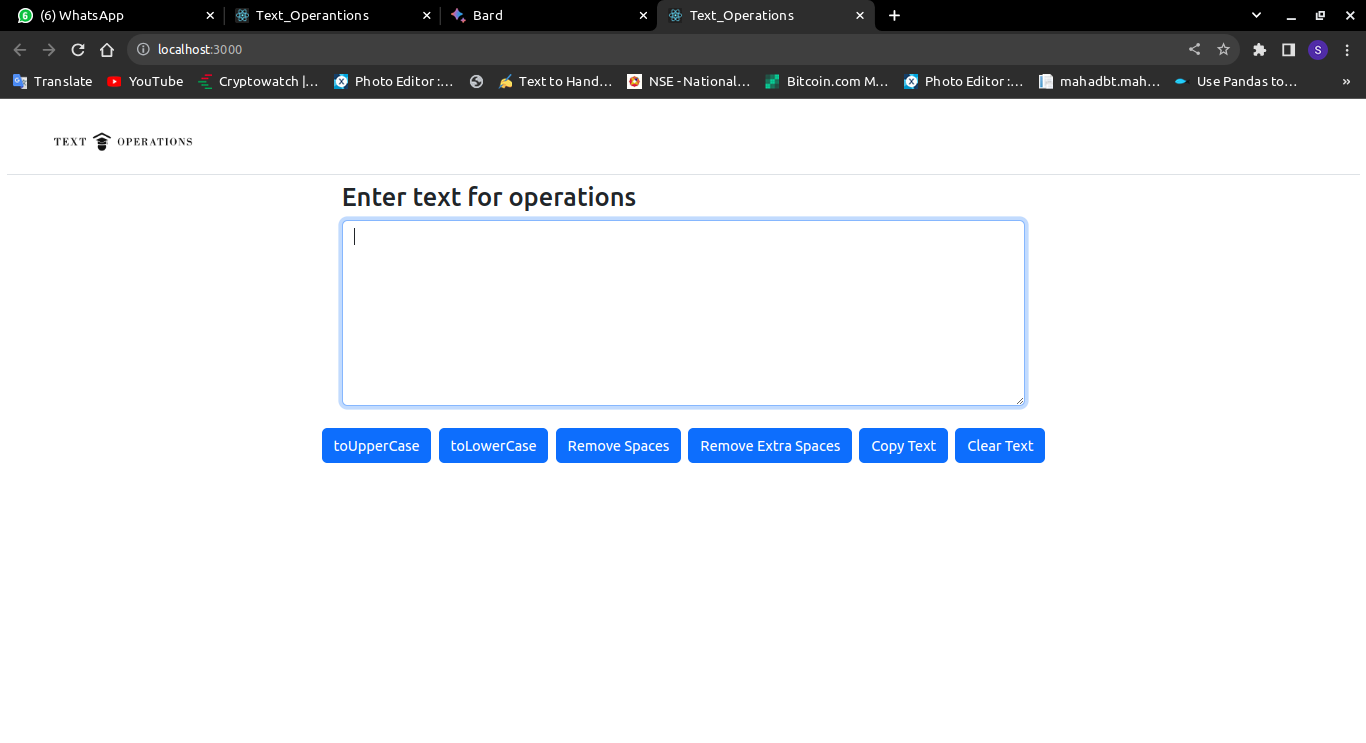 6 (6) WhatsApp Text_Operantions Bard Text_Operations
localhost:3000 S
Translate YouTube Cryptowatch |... Photo Editor :... Text to Hand... NSE - National... Bitcoin.com M... Photo Editor :... mahadbt.mah... Use Pandas to... »
TEXT OPERATIONS
Enter text for operations
toUpperCase toLowerCase Remove Spaces Remove Extra Spaces Copy Text Clear Text